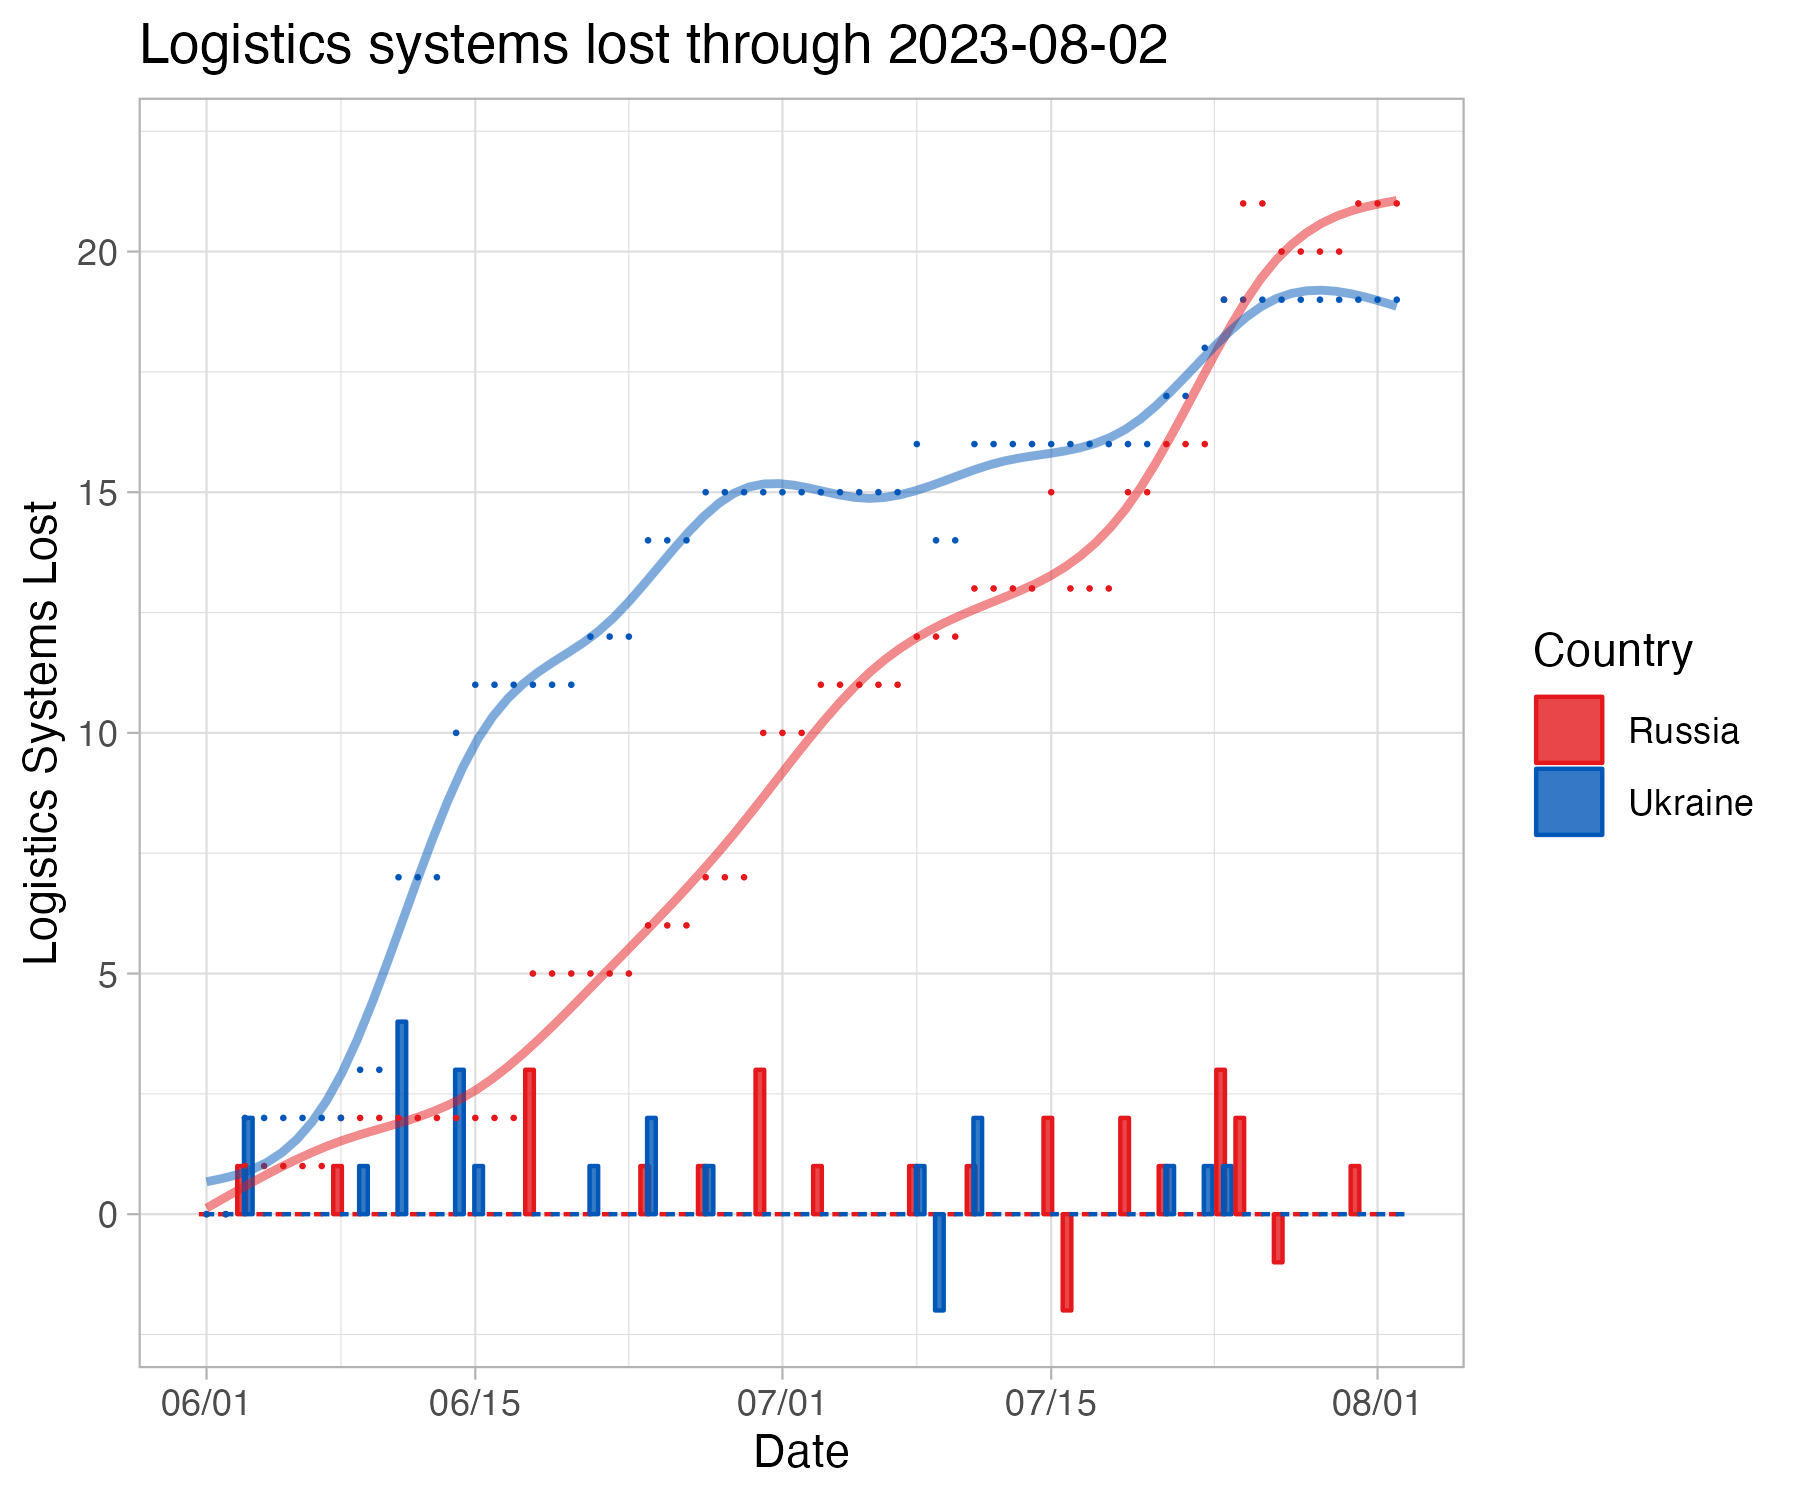 Logistics systems lost through 2023-08-02
Logistics Systems Lost
20
15
10
5
0
06/01
06/15
07/01
07/15
08/01
Date
Country
Russia
Ukraine